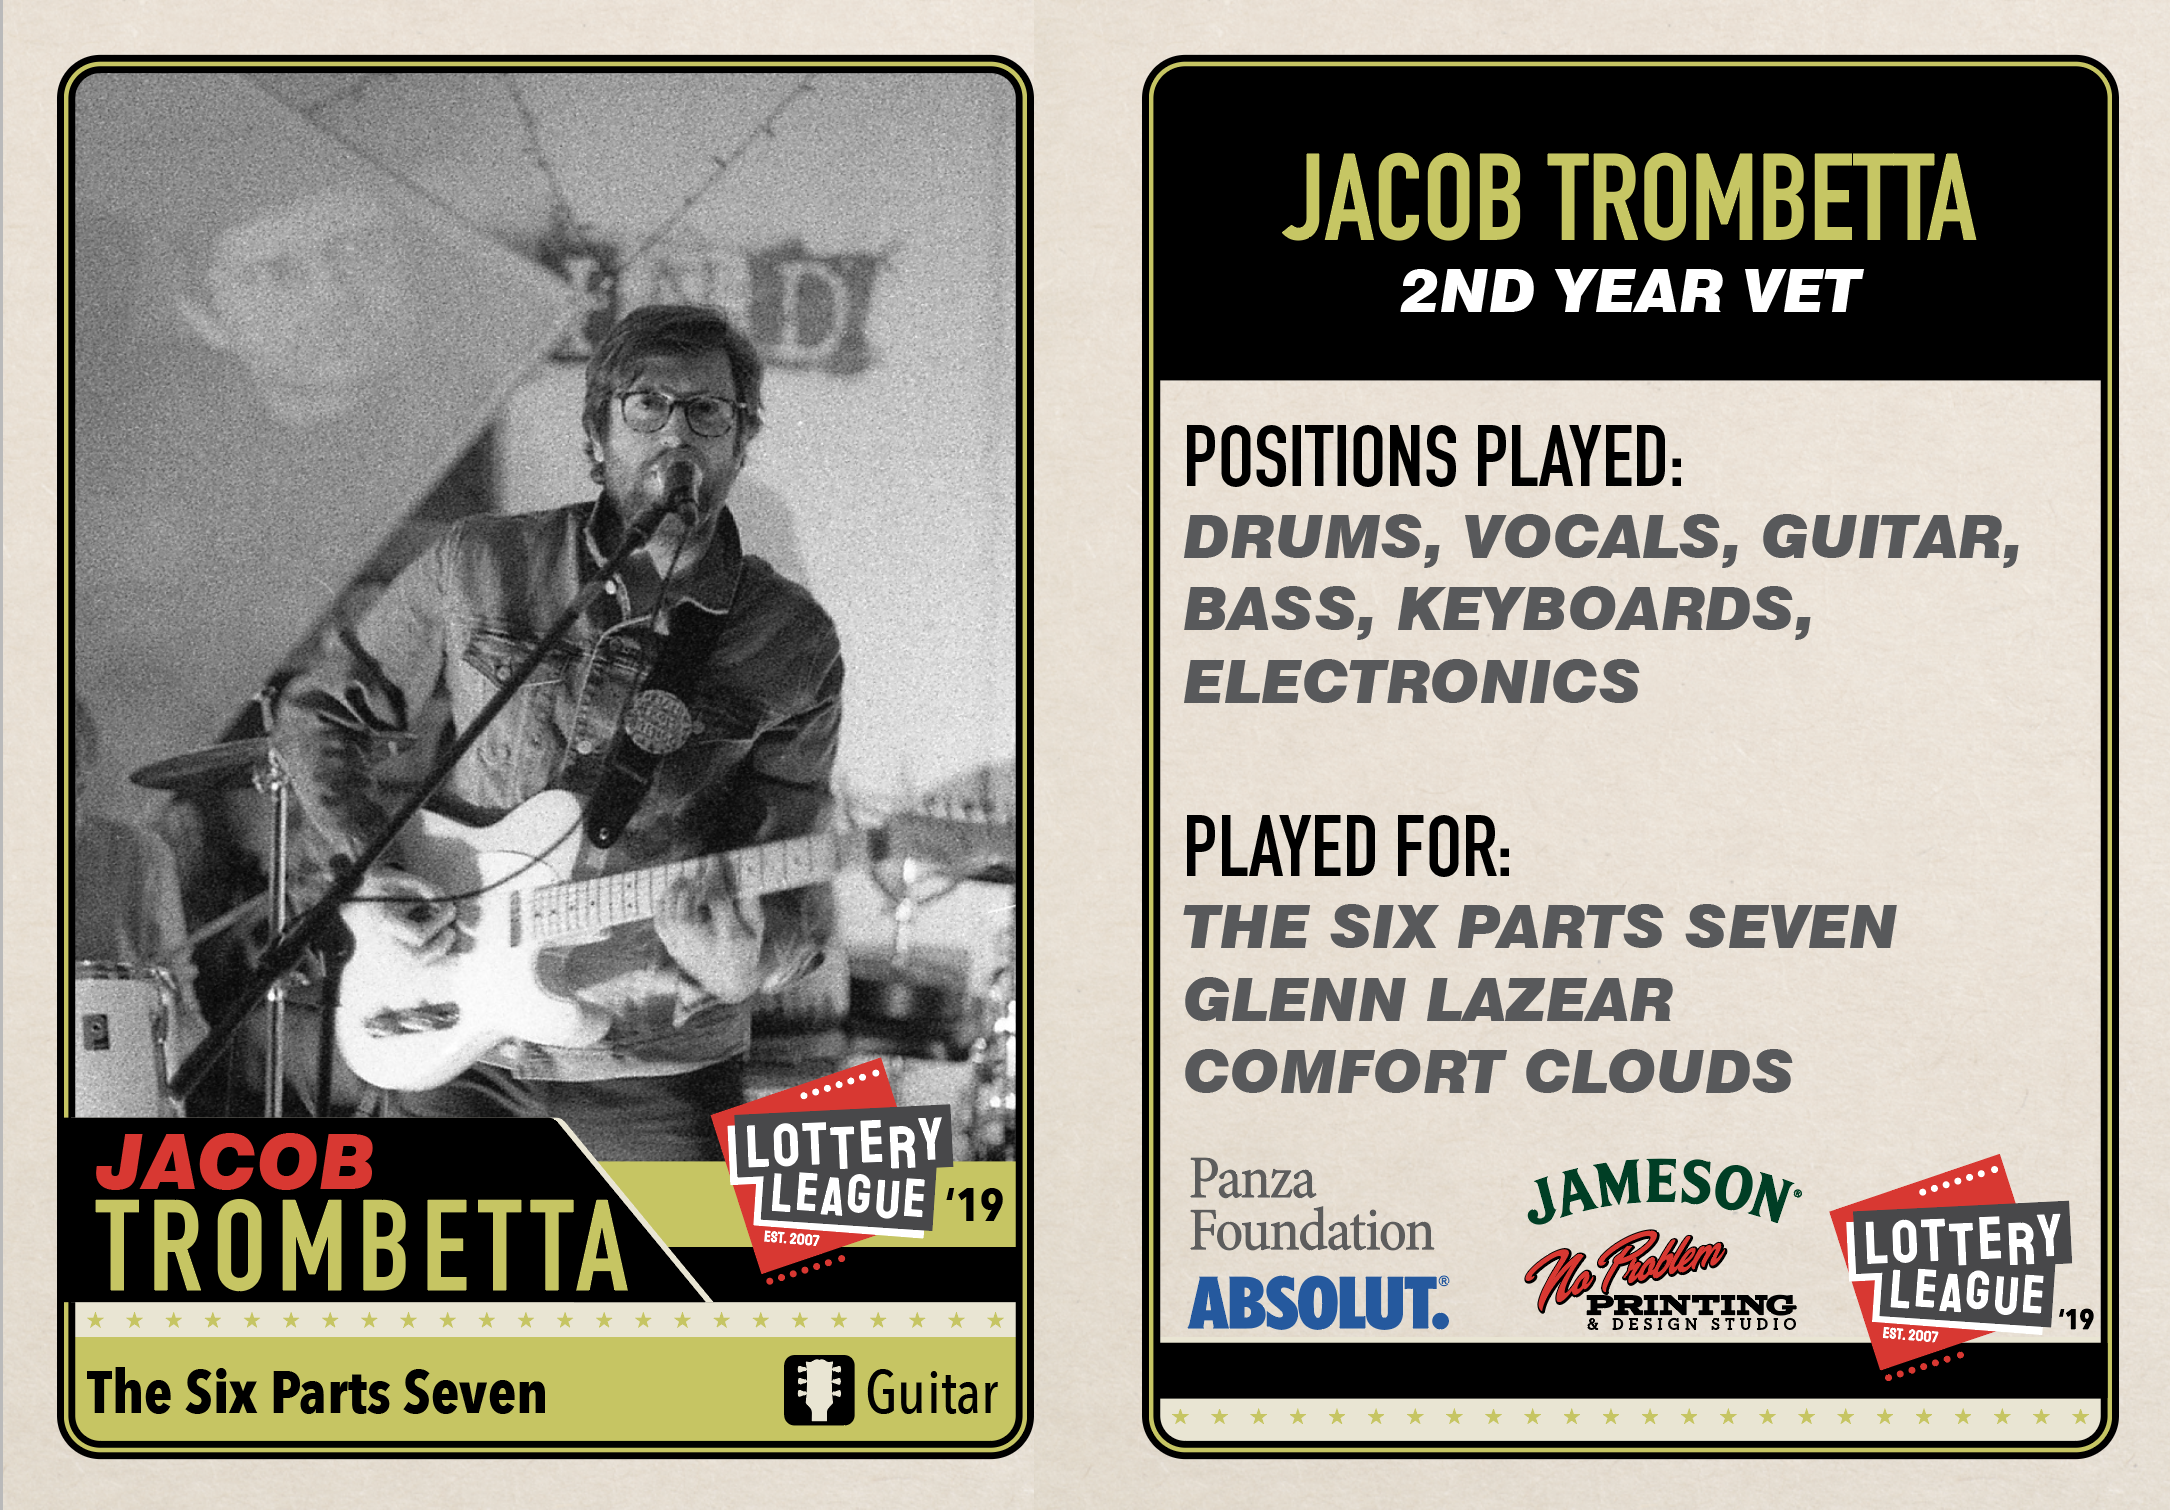 END
JACOB
TROMBETTA
LOTTERY
LEAGUE
EST. 2007
'19
The Six Parts Seven
Guitar
JACOB TROMBETTA
2ND YEAR VET
POSITIONS PLAYED:
DRUMS, VOCALS, GUITAR,
BASS, KEYBOARDS,
ELECTRONICS
PLAYED FOR:
THE SIX PARTS SEVEN
GLENN LAZEAR
COMFORT CLOUDS
Panza
Foundation
ABSOLUT.®
JAMESON®
No Problem
PRINTING
& DESIGN STUDIO
LOTTERY
LEAGUE
EST. 2007
'19